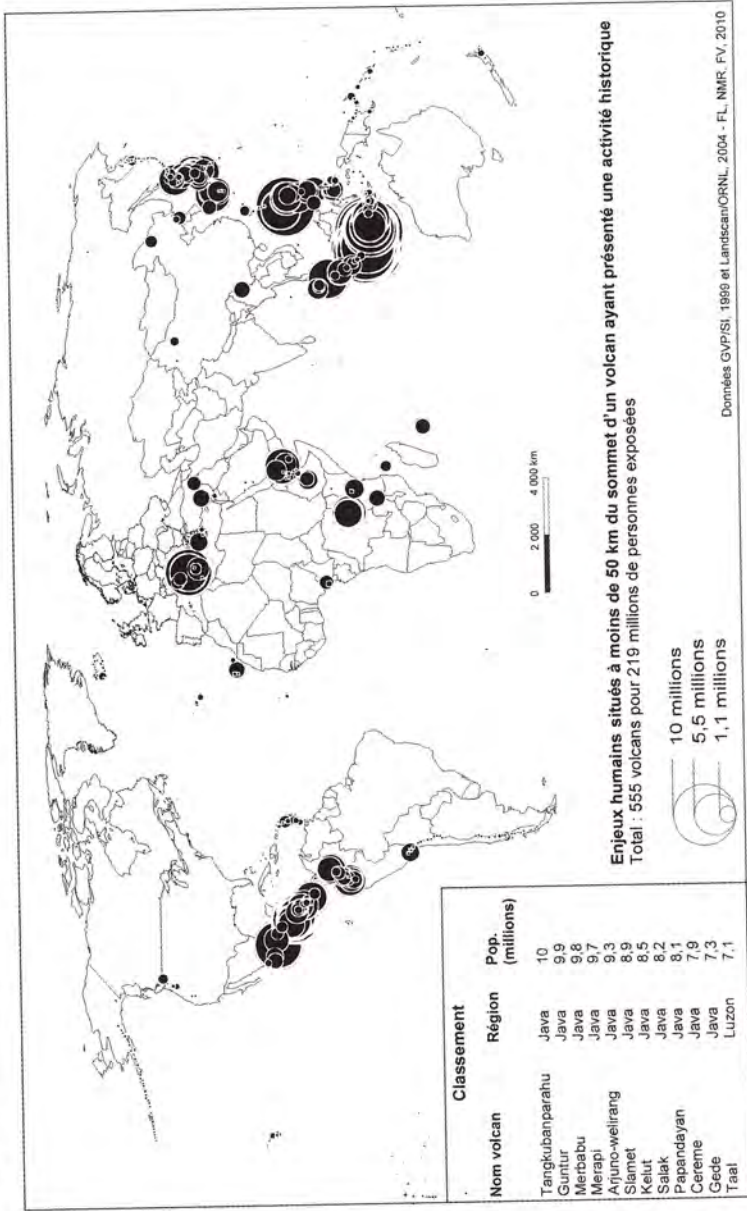 Enjeux humains situés à moins de 50 km du sommet d'un volcan ayant présenté une activité historique
Total : 555 volcans pour 219 millions de personnes exposées
0 2 000 4 000 km
10 millions
5,5 millions
1,1 millions
Classement
Nom volcan Région Pop. (millions)
Tangkubanparahu Java 10
Guntur Java 9,9
Merbabu Java 9,8
Merapi Java 9,7
Arjuno-welirang Java 9,3
Slamet Java 8,9
Kelut Java 8,5
Salak Java 8,2
Papandayan Java 8,1
Cereme Java 7,9
Gede Java 7,3
Taal Luzon 7,1
Données GVP/SI, 1999 et Landscan/ORNL, 2004 - FL, NMR, FV, 2010